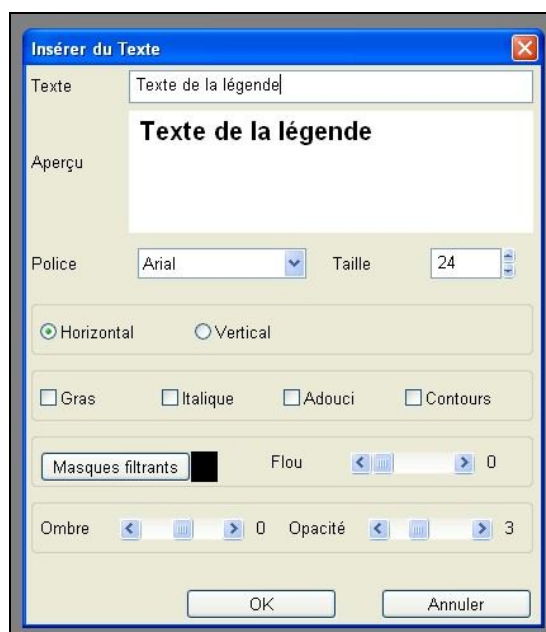 Insérer du Texte
Texte Texte de la légende
Aperçu Texte de la légende
Police Arial Taille 24
Horizontal Vertical
Gras Italique Adouci Contours
Masques filtrants Flou 0
Ombre 0 Opacité 3
OK Annuler